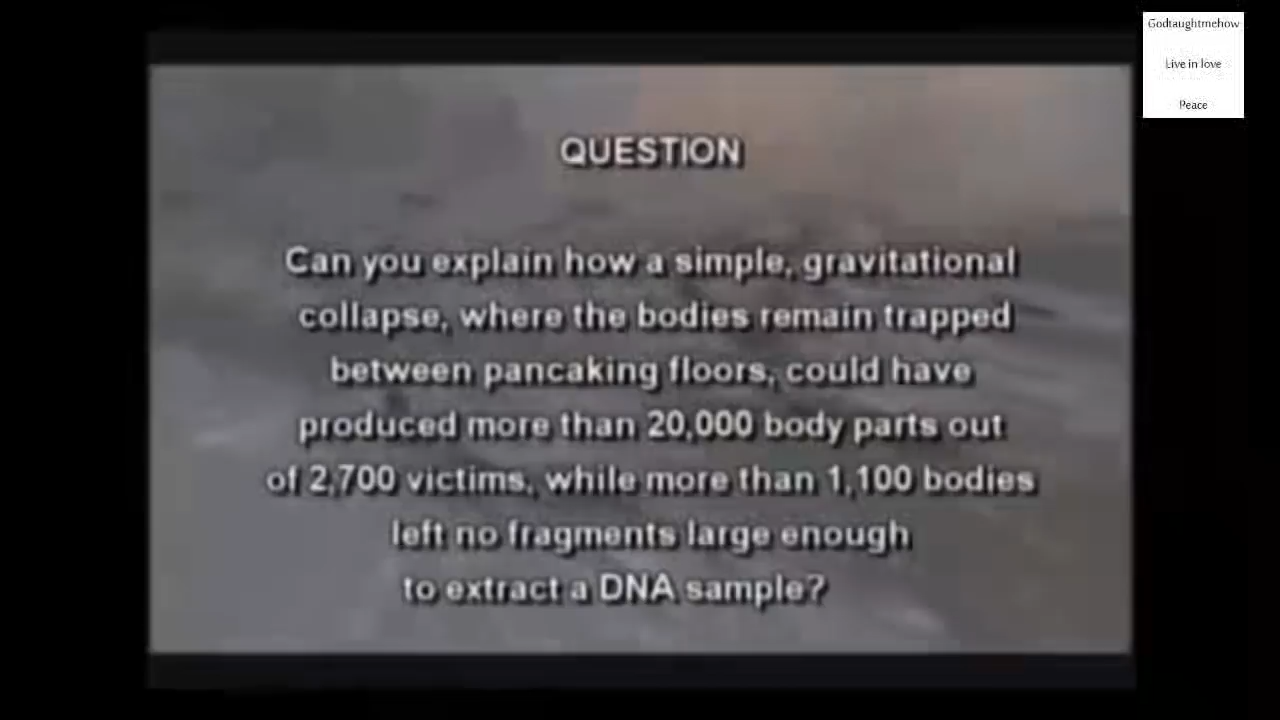 Godtaughtmehow
Live in love
Peace
QUESTION
Can you explain how a simple, gravitational
collapse, where the bodies remain trapped
between pancaking floors, could have
produced more than 20,000 body parts out
of 2,700 victims, while more than 1,100 bodies
left no fragments large enough
to extract a DNA sample?